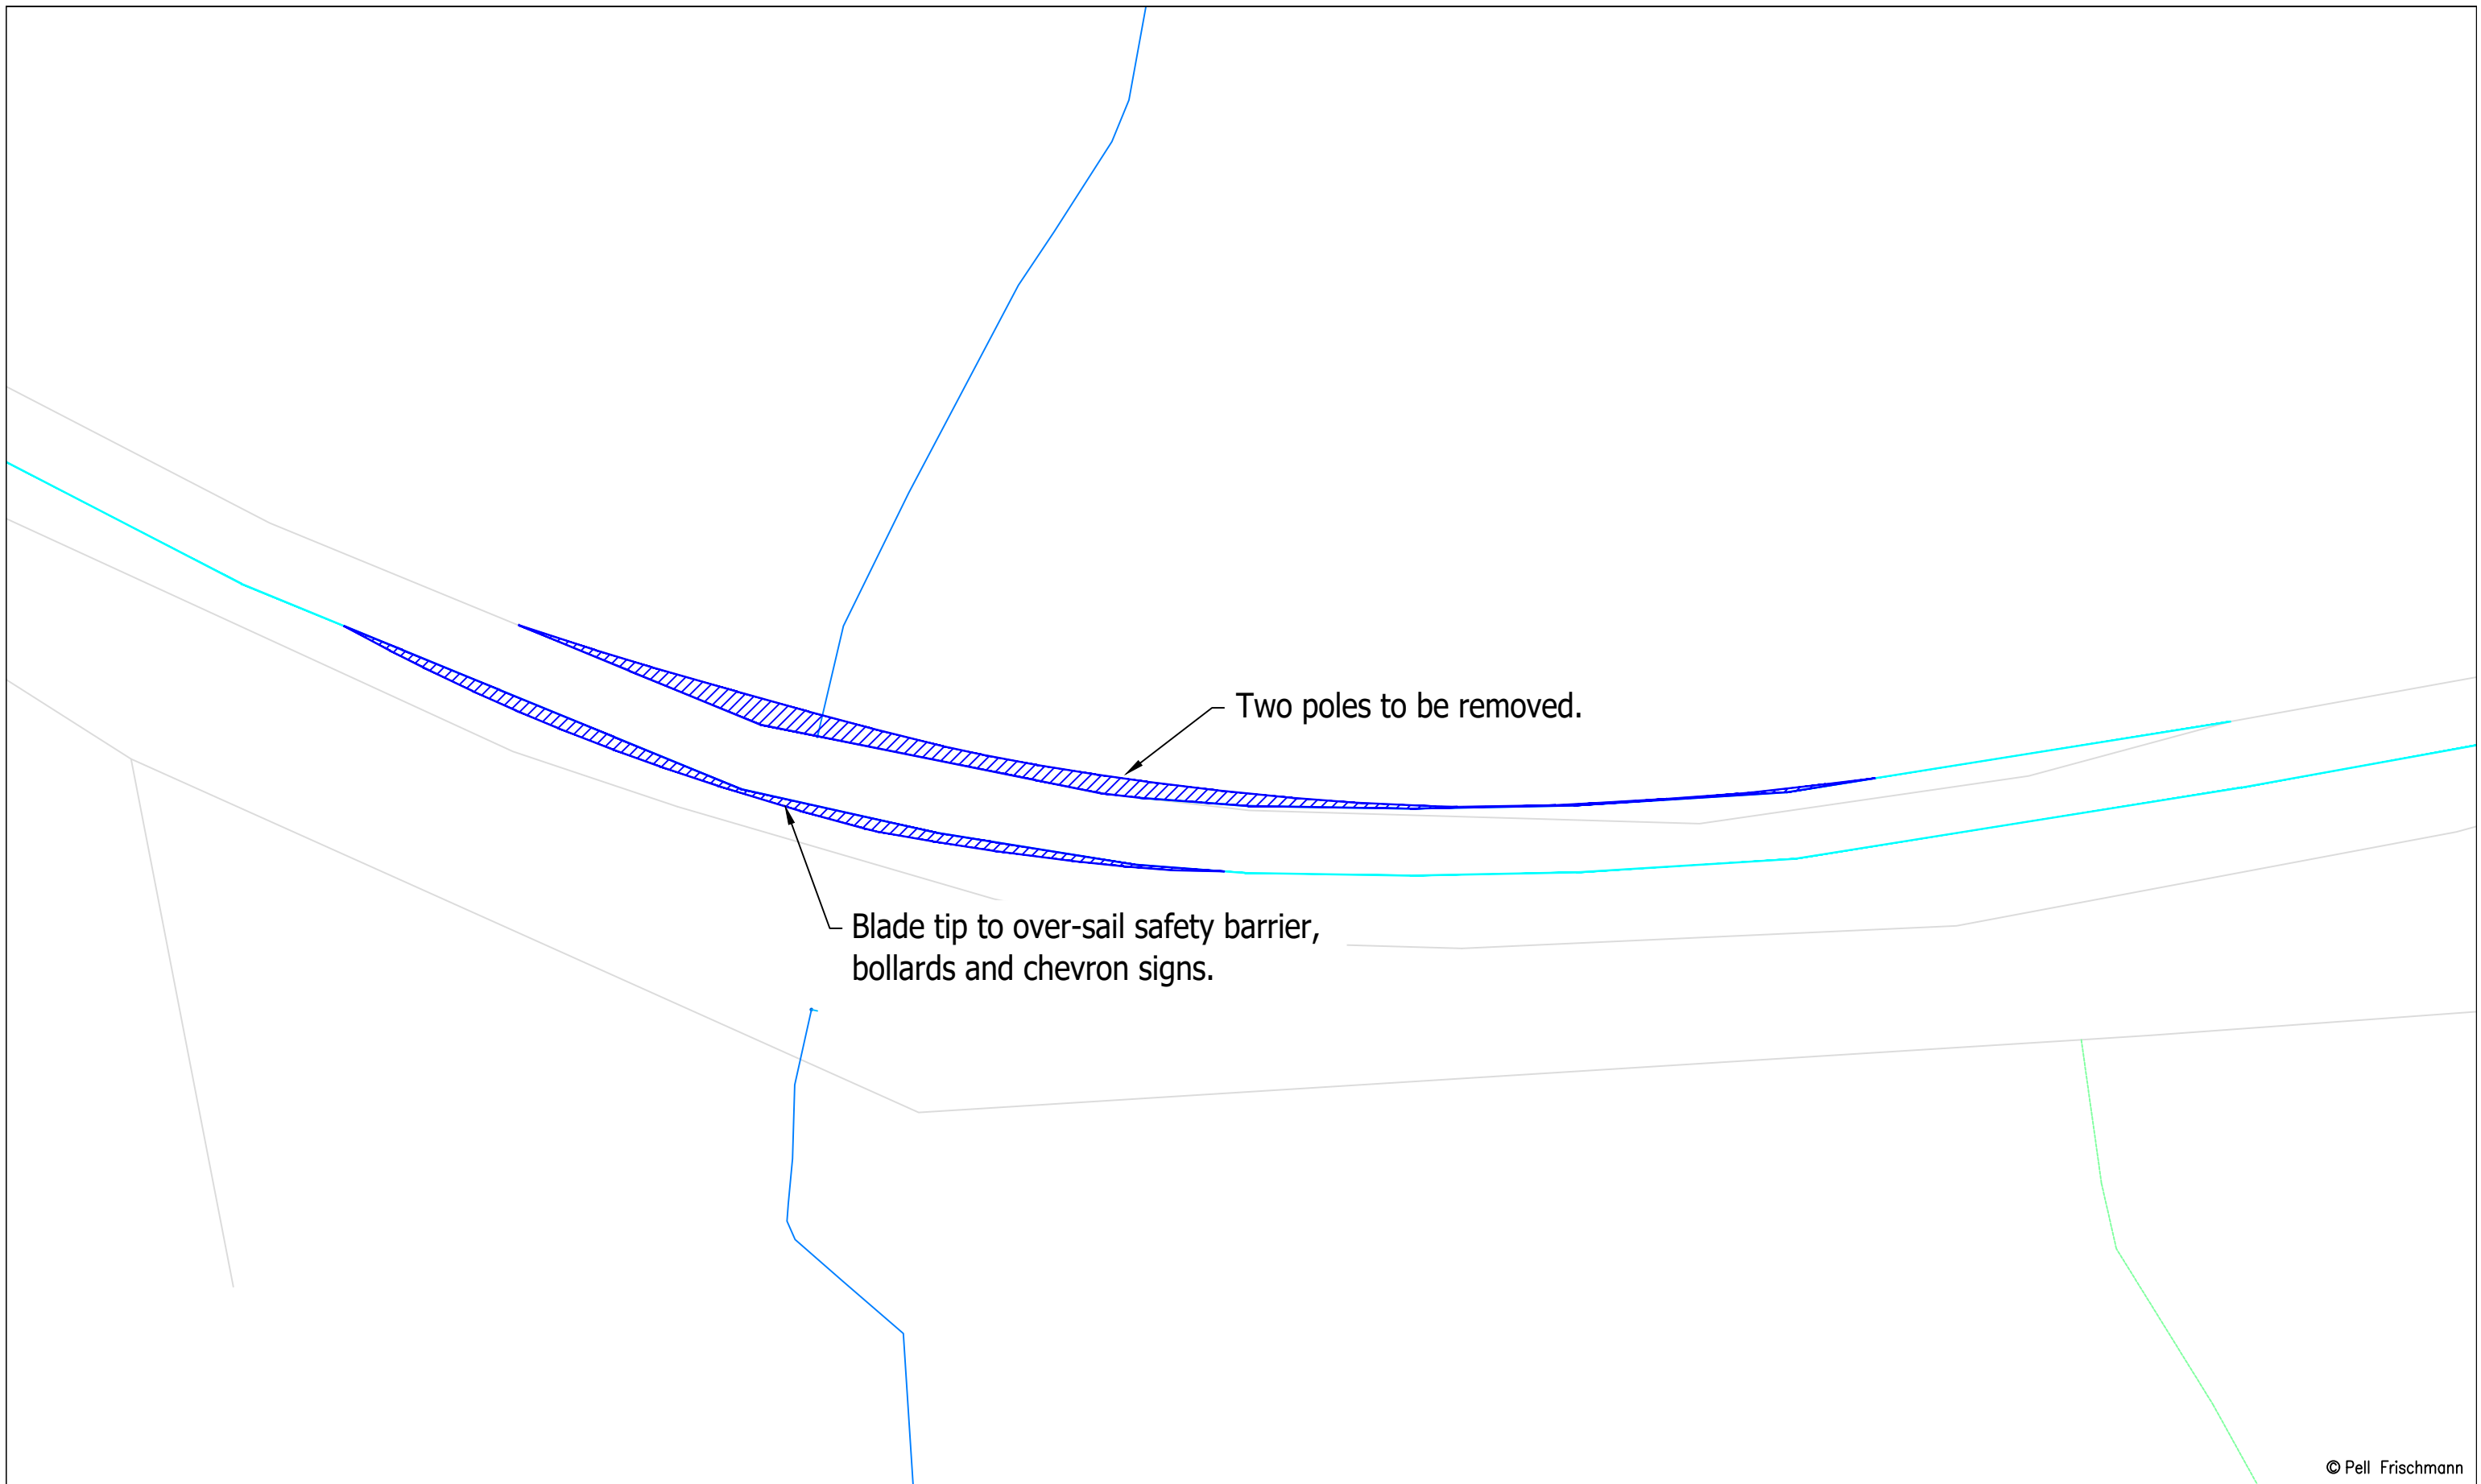 Two poles to be removed.
Blade tip to over-sail safety barrier,
bollards and chevron signs.
© Pell Frischmann